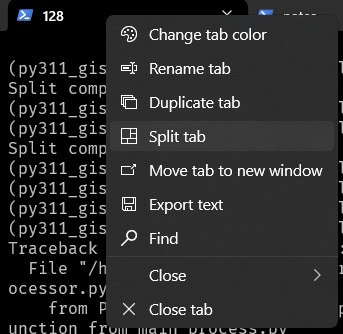 128
Change tab color
(py311_gis
Rename tab
Split comp
(py311_gis
Duplicate tab
(py311_gis
(py311_gis
Split tab
Split comp
(py311_gis
Move tab to new window
(py311_gis
Export text
(py311_gis
Find
Traceback
File "/h
Close
ocessor.py
from P
Close tab
unction from main_process.py